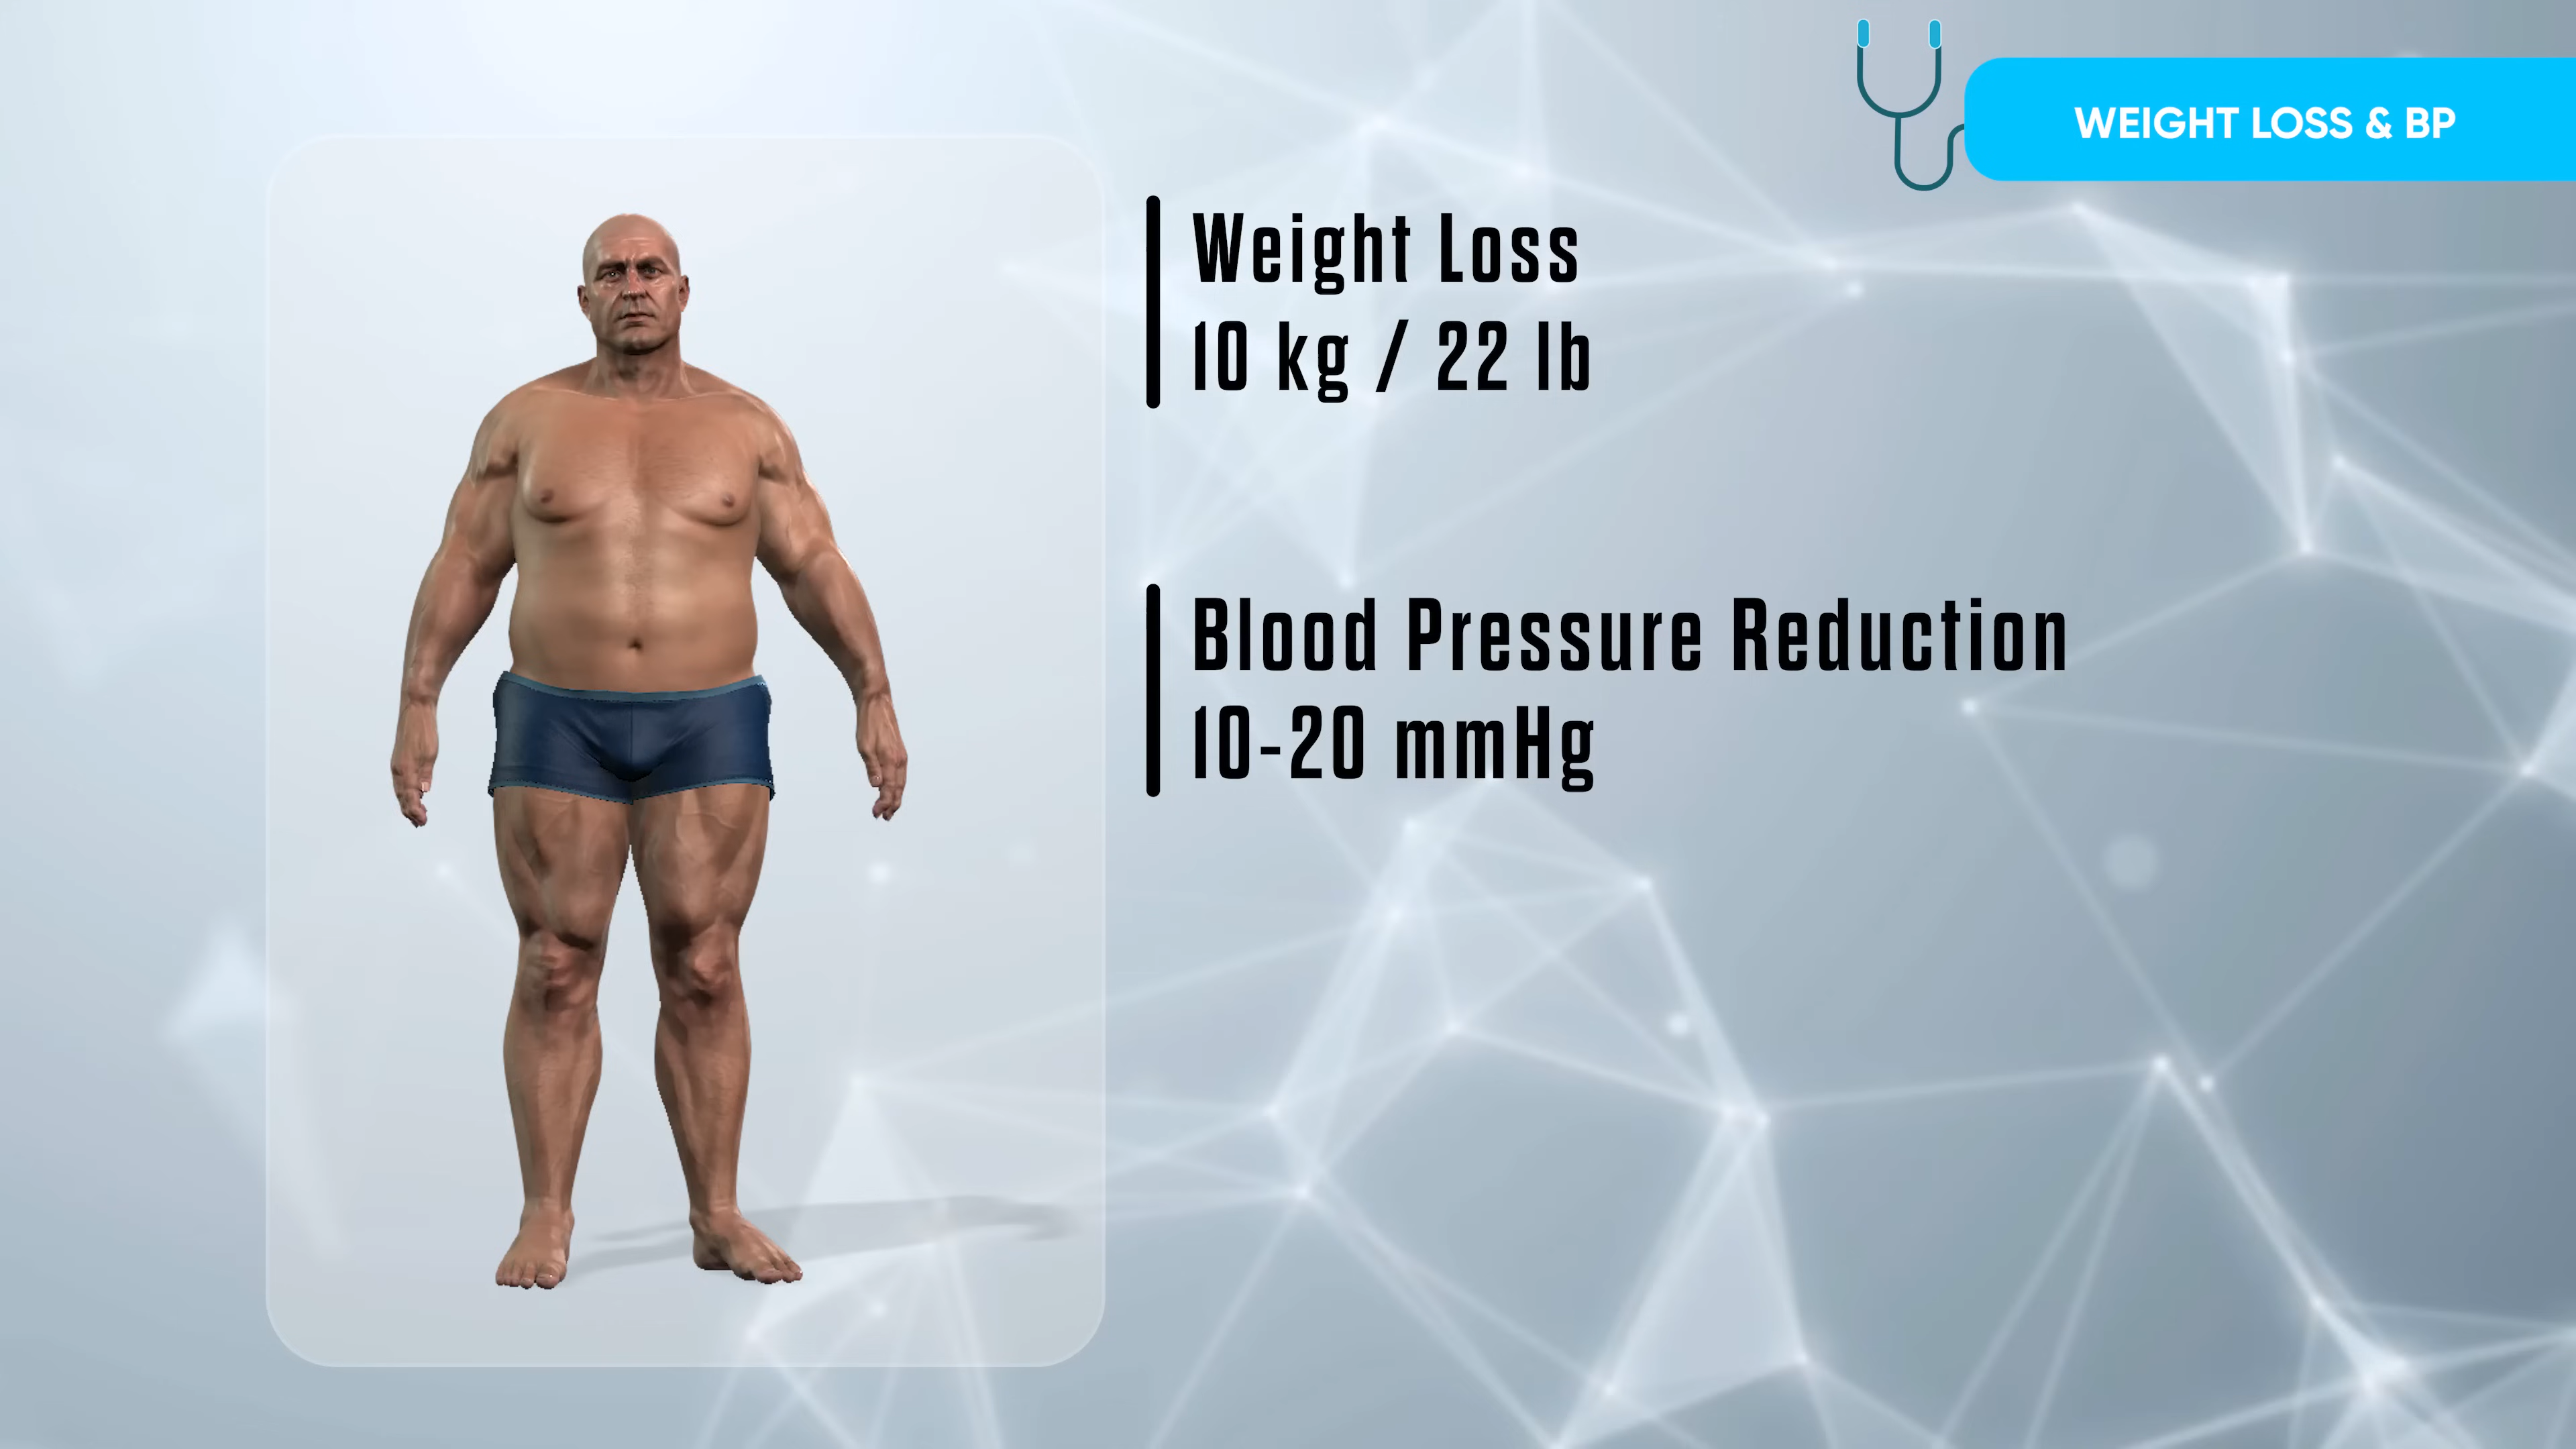 WEIGHT LOSS & BP
Weight Loss
10 kg / 22 lb
Blood Pressure Reduction
10-20 mmHg